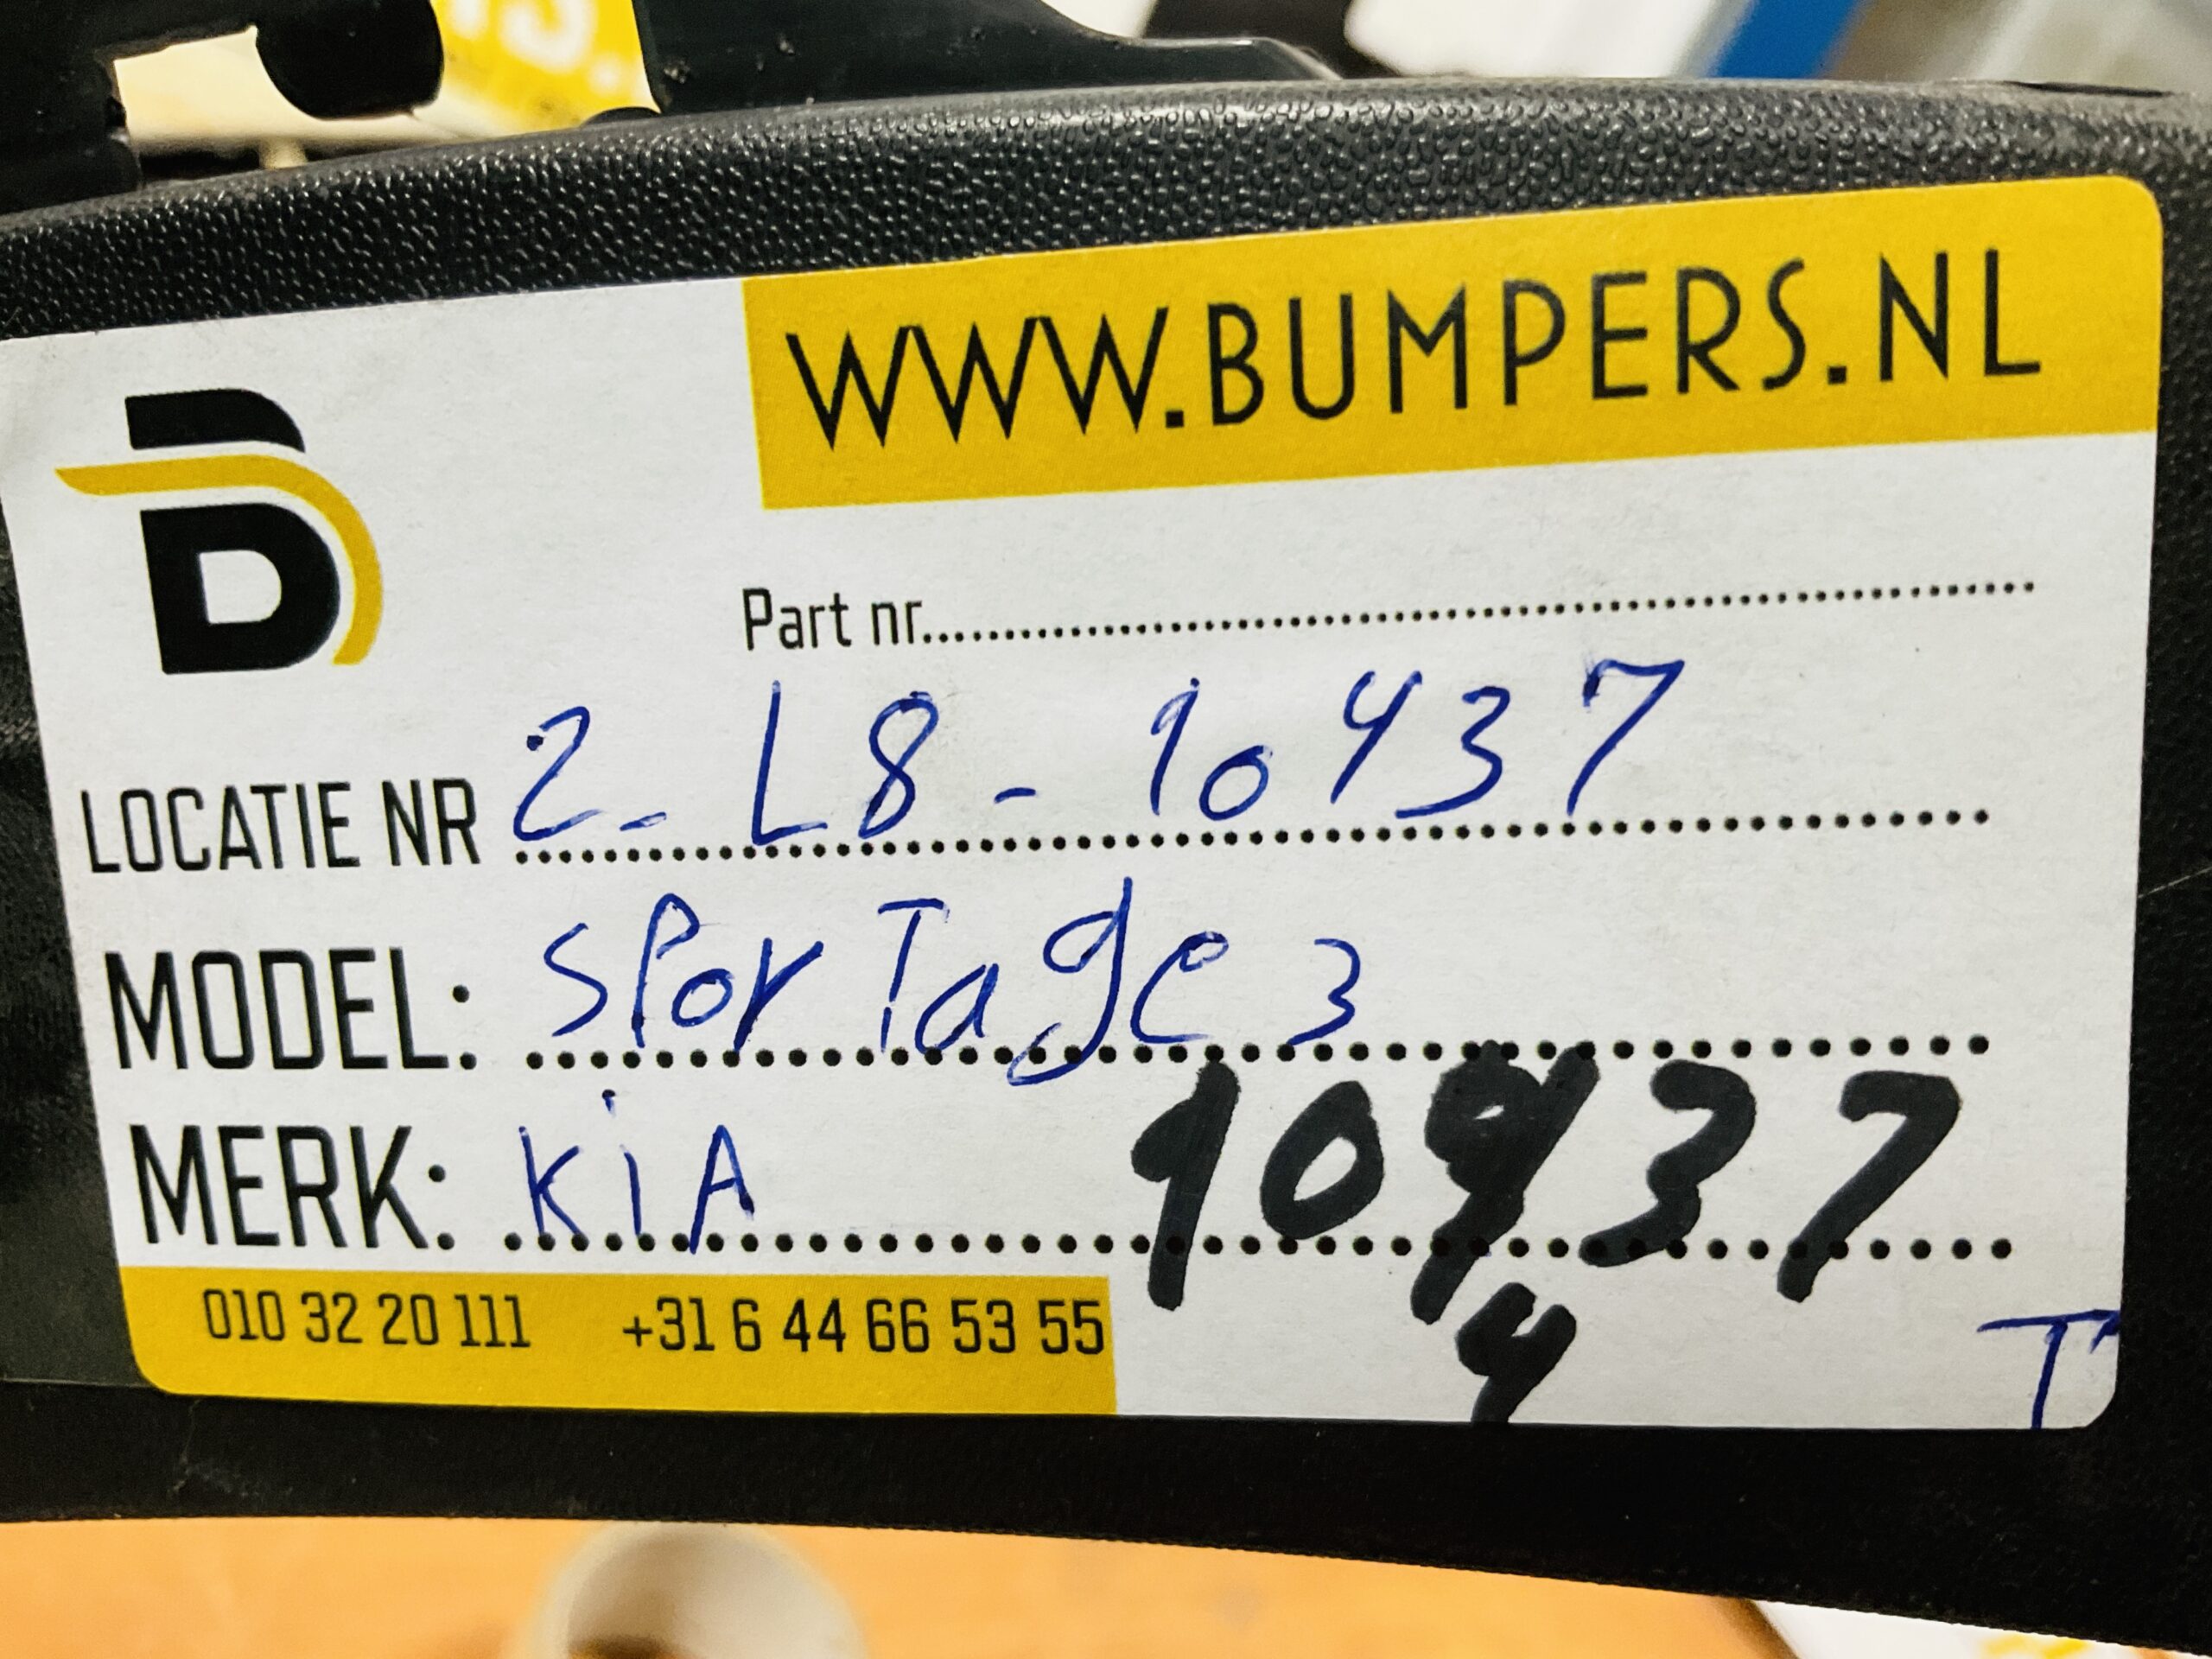 WWW.BUMPERS.NL
B
Part nr...............................................
LOCATIE NR 2-L8-10437
MODEL: SPorTage 3
MERK: KiA 10437
010 32 20 111 +31 6 44 66 53 55
4
T